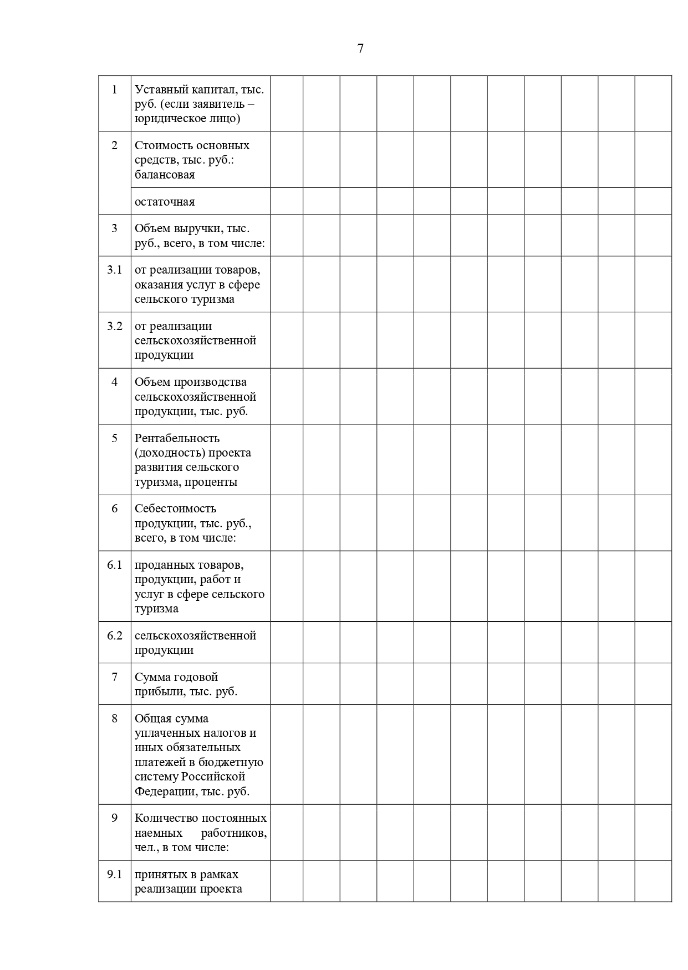 7
1 Уставный капитал, тыс.
руб. (если заявитель –
юридическое лицо)
2 Стоимость основных
средств, тыс. руб.:
балансовая
остаточная
3 Объем выручки, тыс.
руб., всего, в том числе:
3.1 от реализации товаров,
оказания услуг в сфере
сельского туризма
3.2 от реализации
сельскохозяйственной
продукции
4 Объем производства
сельскохозяйственной
продукции, тыс. руб.
5 Рентабельность
(доходность) проекта
развития сельского
туризма, проценты
6 Себестоимость
продукции, тыс. руб.,
всего, в том числе:
6.1 проданных товаров,
продукции, работ и
услуг в сфере сельского
туризма
6.2 сельскохозяйственной
продукции
7 Сумма годовой
прибыли, тыс. руб.
8 Общая сумма
уплаченных налогов и
иных обязательных
платежей в бюджетную
систему Российской
Федерации, тыс. руб.
9 Количество постоянных
наемных работников,
чел., в том числе:
9.1 принятых в рамках
реализации проекта